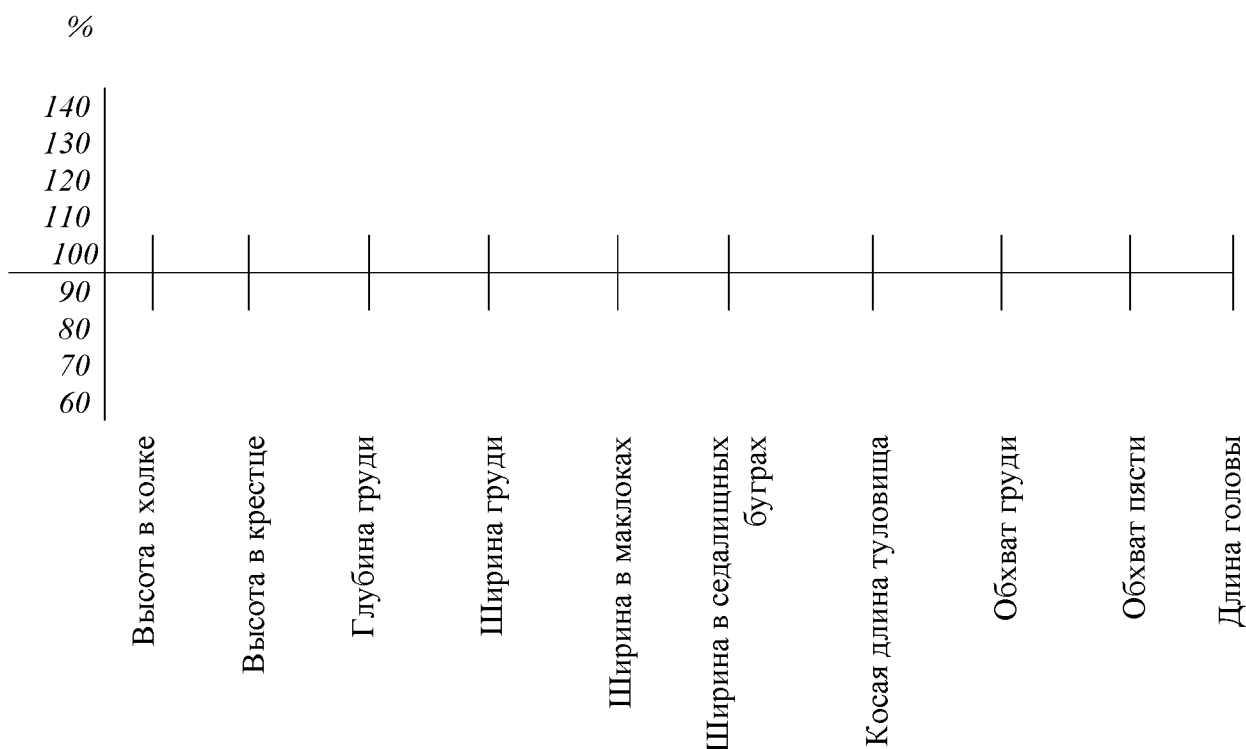 %
140
130
120
110
100
90
80
70
60
Высота в холке
Высота в крестце
Глубина груди
Ширина груди
Ширина в маклоках
Ширина в седалищных
буграх
Косая длина туловища
Обхват груди
Обхват пясти
Длина головы